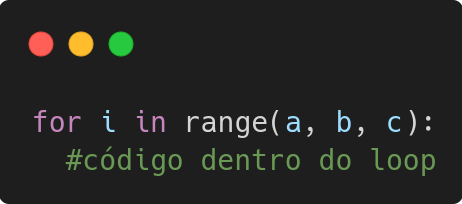 for i in range(a, b, c):
  #código dentro do loop